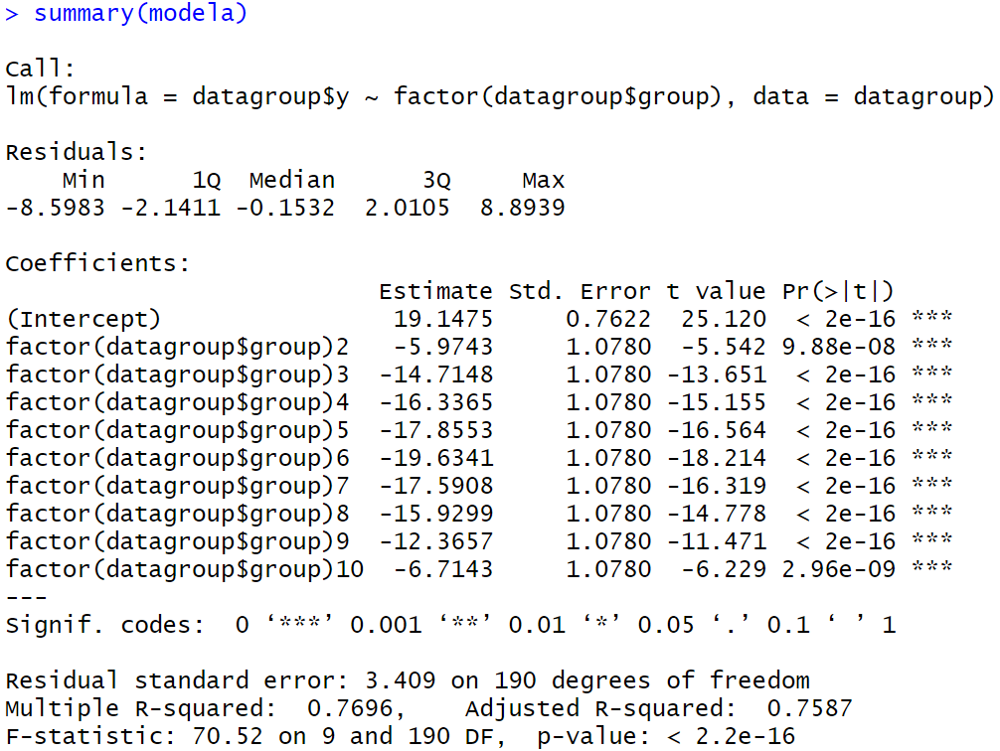 > summary(modela)
Call:
lm(formula = datagroup$y ~ factor(datagroup$group), data = datagroup)
Residuals:
    Min      1Q  Median      3Q     Max
-8.5983 -2.1411 -0.1532  2.0105  8.8939
Coefficients:
                          Estimate Std. Error t value Pr(>|t|)
(Intercept)                19.1475     0.7622  25.120  < 2e-16 ***
factor(datagroup$group)2   -5.9743     1.0780  -5.542 9.88e-08 ***
factor(datagroup$group)3  -14.7148     1.0780 -13.651  < 2e-16 ***
factor(datagroup$group)4  -16.3365     1.0780 -15.155  < 2e-16 ***
factor(datagroup$group)5  -17.8553     1.0780 -16.564  < 2e-16 ***
factor(datagroup$group)6  -19.6341     1.0780 -18.214  < 2e-16 ***
factor(datagroup$group)7  -17.5908     1.0780 -16.319  < 2e-16 ***
factor(datagroup$group)8  -15.9299     1.0780 -14.778  < 2e-16 ***
factor(datagroup$group)9  -12.3657     1.0780 -11.471  < 2e-16 ***
factor(datagroup$group)10  -6.7143     1.0780  -6.229 2.96e-09 ***
---
Signif. codes:  0 ‘***’ 0.001 ‘**’ 0.01 ‘*’ 0.05 ‘.’ 0.1 ‘ ’ 1
Residual standard error: 3.409 on 190 degrees of freedom
Multiple R-squared:  0.7696,    Adjusted R-squared:  0.7587
F-statistic: 70.52 on 9 and 190 DF,  p-value: < 2.2e-16